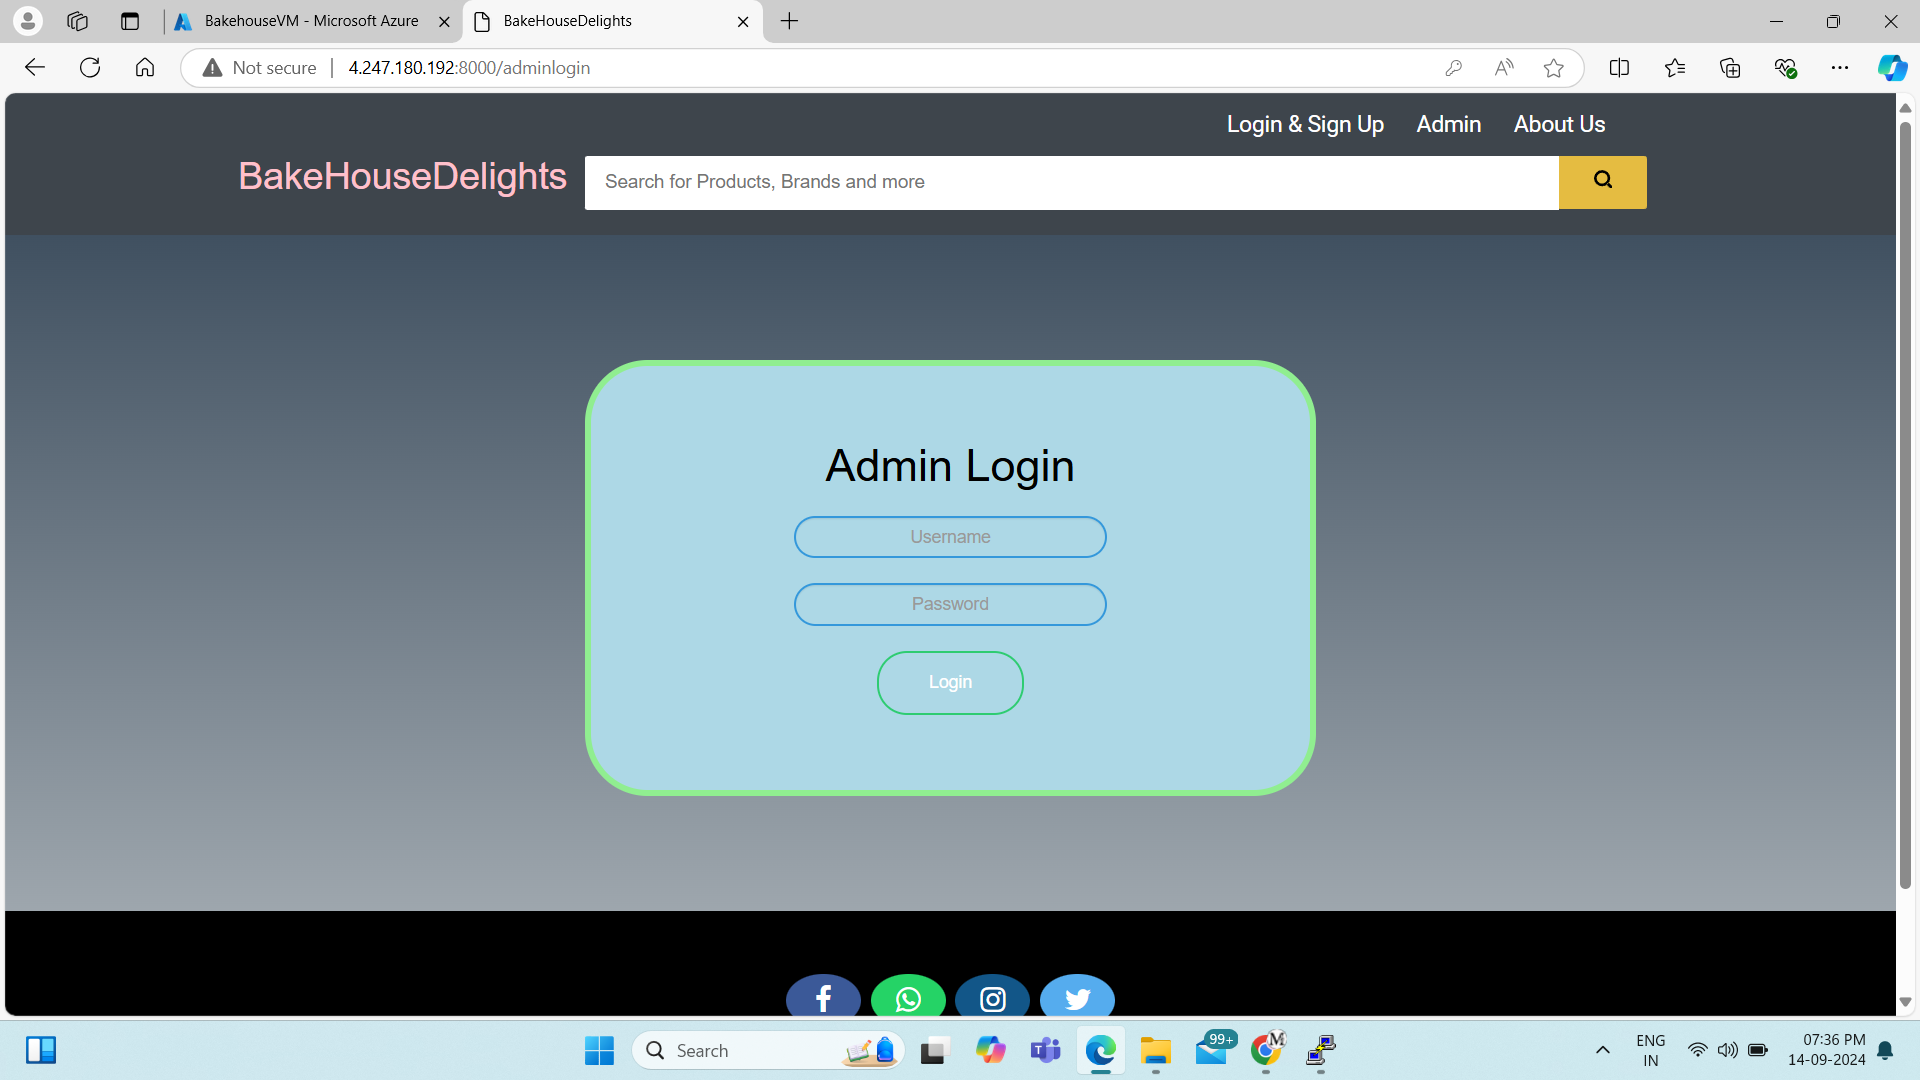 BakehouseVM - Microsoft Azure
BakeHouseDelights
Not secure
4.247.180.192:8000/adminlogin
Login & Sign Up
Admin
About Us
BakeHouseDelights
Search for Products, Brands and more
Admin Login
Username
Password
Login
Search
99+
M
ENG
IN
07:36 PM
14-09-2024